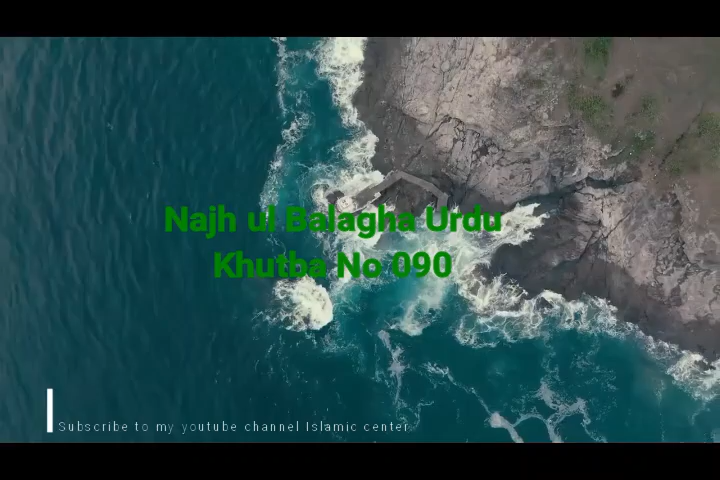 Najh ul Balagha Urdu
Khutba No 090
Subscribe to my youtube channel Islamic center